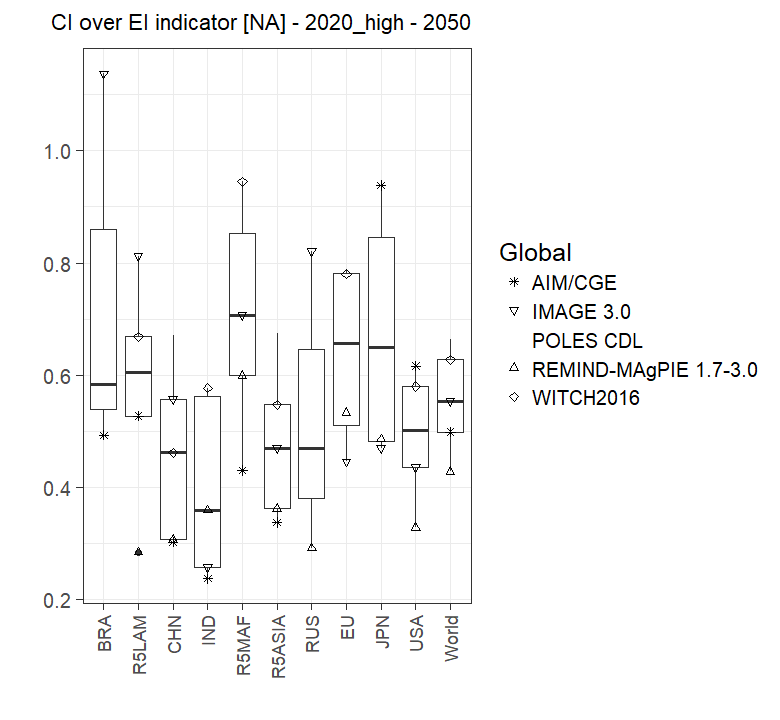 CI over EI indicator [NA] - 2020_high - 2050
1.0
0.8
0.6
0.4
0.2
BRA
R5LAM
CHN
IND
R5MAF
R5ASIA
RUS
EU
JPN
USA
World
Global
AIM/CGE
IMAGE 3.0
POLES CDL
REMIND-MAgPIE 1.7-3.0
WITCH2016